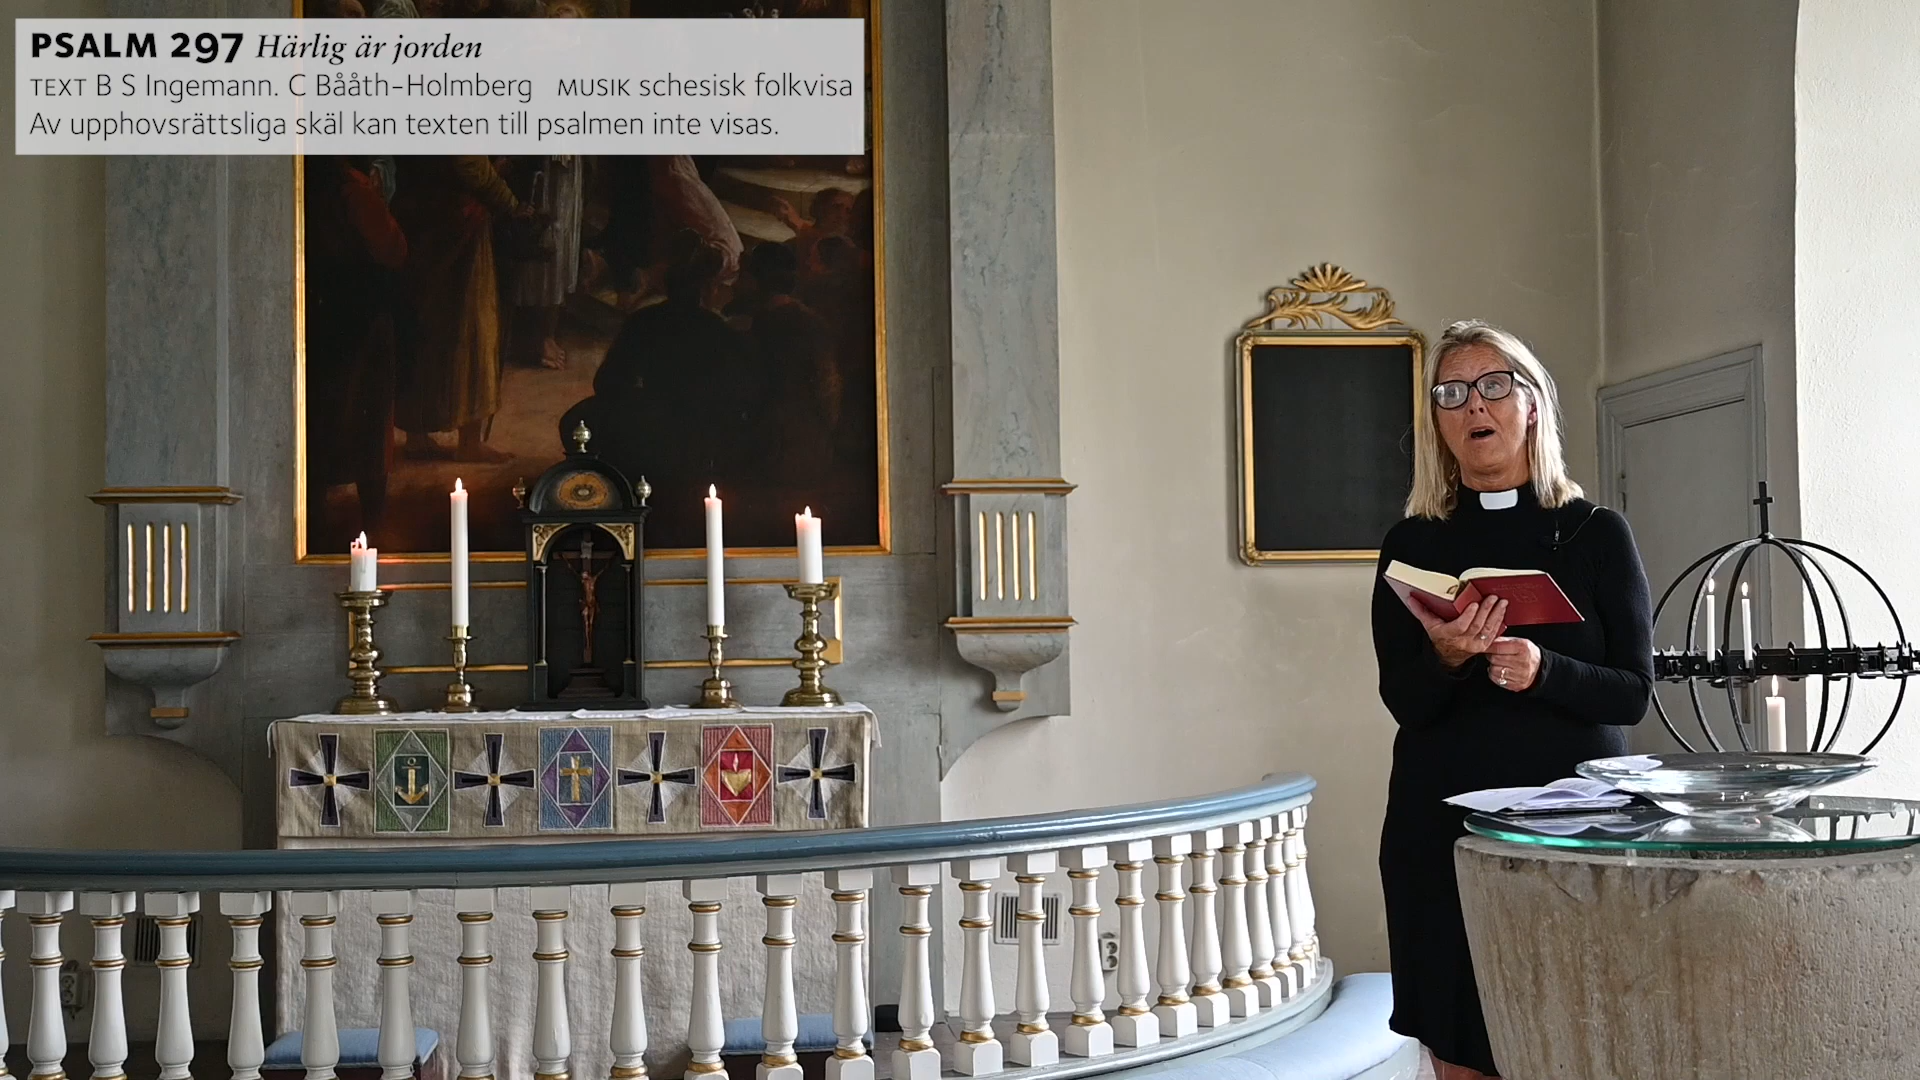 PSALM 297 Härlig är jorden
TEXT B S Ingemann. C Bååth-Holmberg MUSIK schesisk folkvisa
Av upphovsrättsliga skäl kan texten till psalmen inte visas.